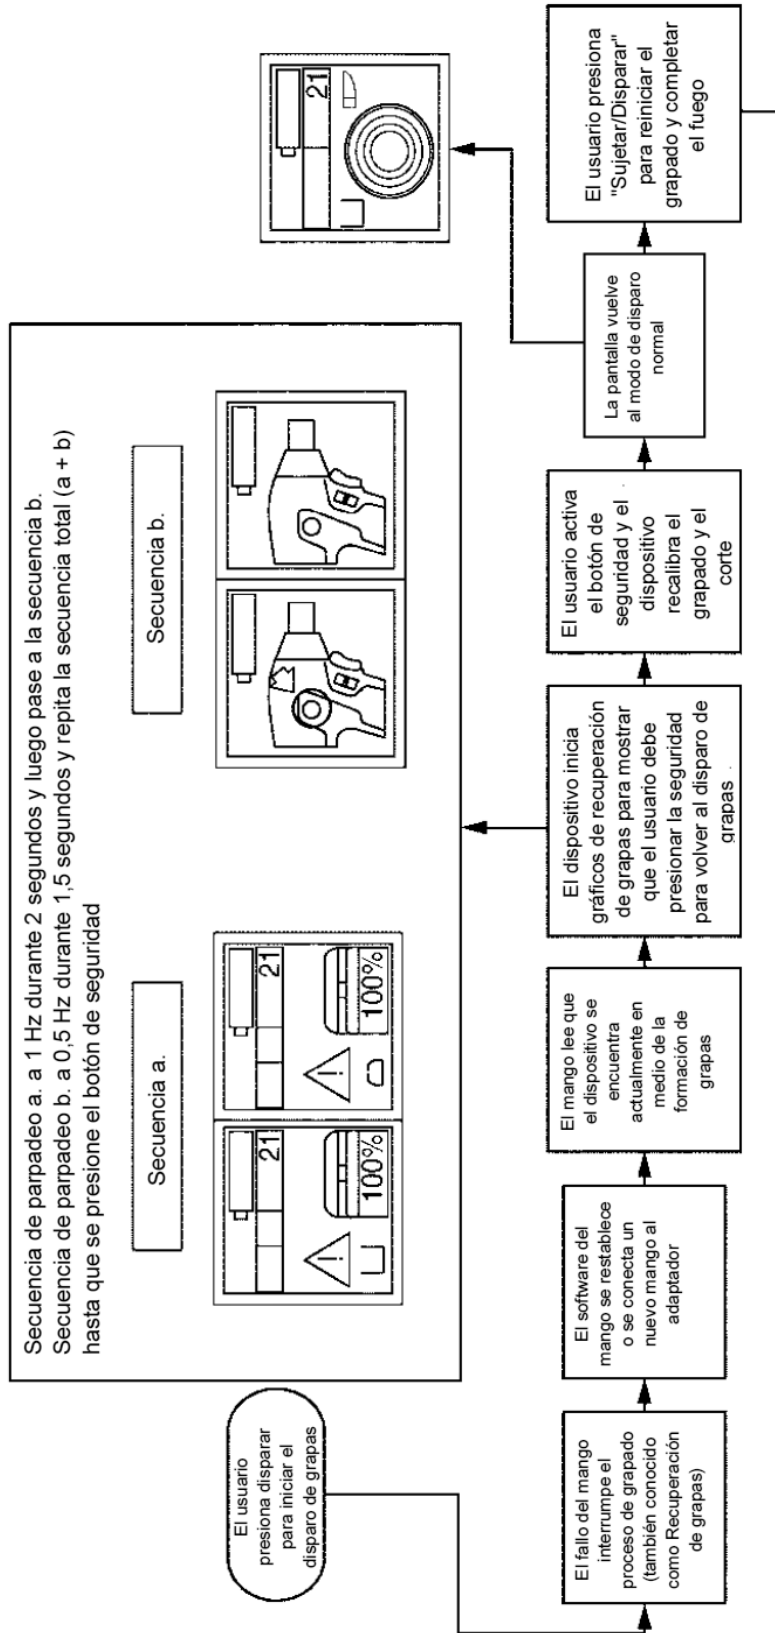 Secuencia de parpadeo a. a 1 Hz durante 2 segundos y luego pase a la secuencia b.
Secuencia de parpadeo b. a 0,5 Hz durante 1,5 segundos y repita la secuencia total (a + b)
hasta que se presione el botón de seguridad
Secuencia a.
Secuencia b.
21
100%
21
100%
21
El usuario
presiona disparar
para iniciar el
disparo de grapas
El fallo del mango
interrumpe el
proceso de grapado
(también conocido
como Recuperación
de grapas)
El software del
mango se restablece
o se conecta un
nuevo mango al
adaptador
El mango lee que
el dispositivo se
encuentra
actualmente en
medio de la
formación de
grapas
El dispositivo inicia
gráficos de recuperación
de grapas para mostrar
que el usuario debe
presionar la seguridad
para volver al disparo de
grapas
El usuario activa
el botón de
seguridad y el
dispositivo
recalibra el
grapado y el
corte
La pantalla vuelve
al modo de disparo
normal
El usuario presiona
"Sujetar/Disparar"
para reiniciar el
grapado y completar
el fuego